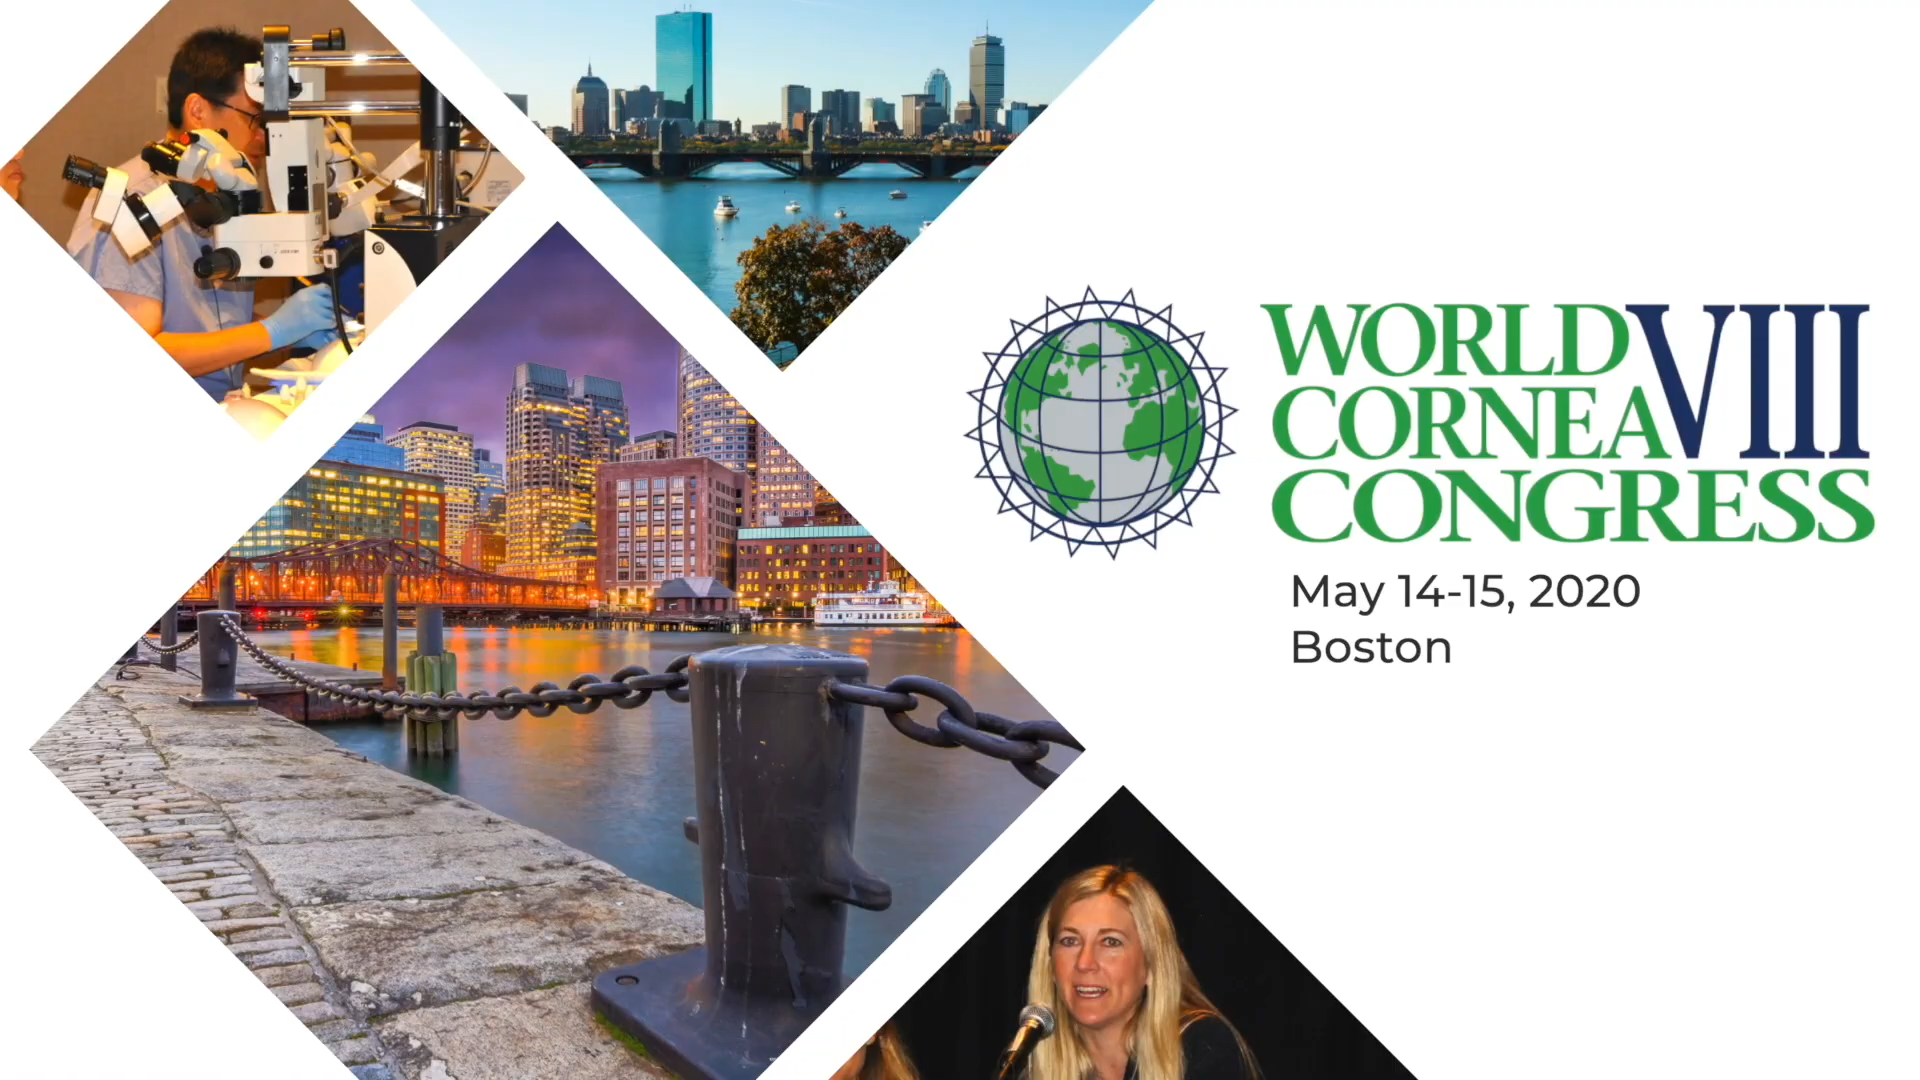 WORLD
CORNEA VIII
CONGRESS
May 14-15, 2020
Boston